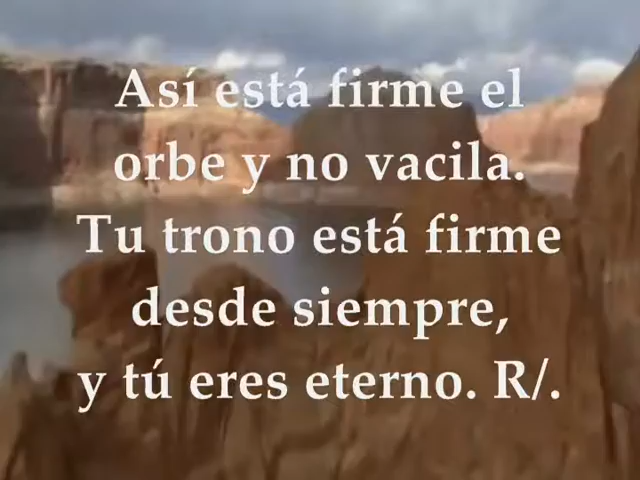 Así está firme el
orbe y no vacila.
Tu trono está firme
desde siempre,
y tú eres eterno. R/.